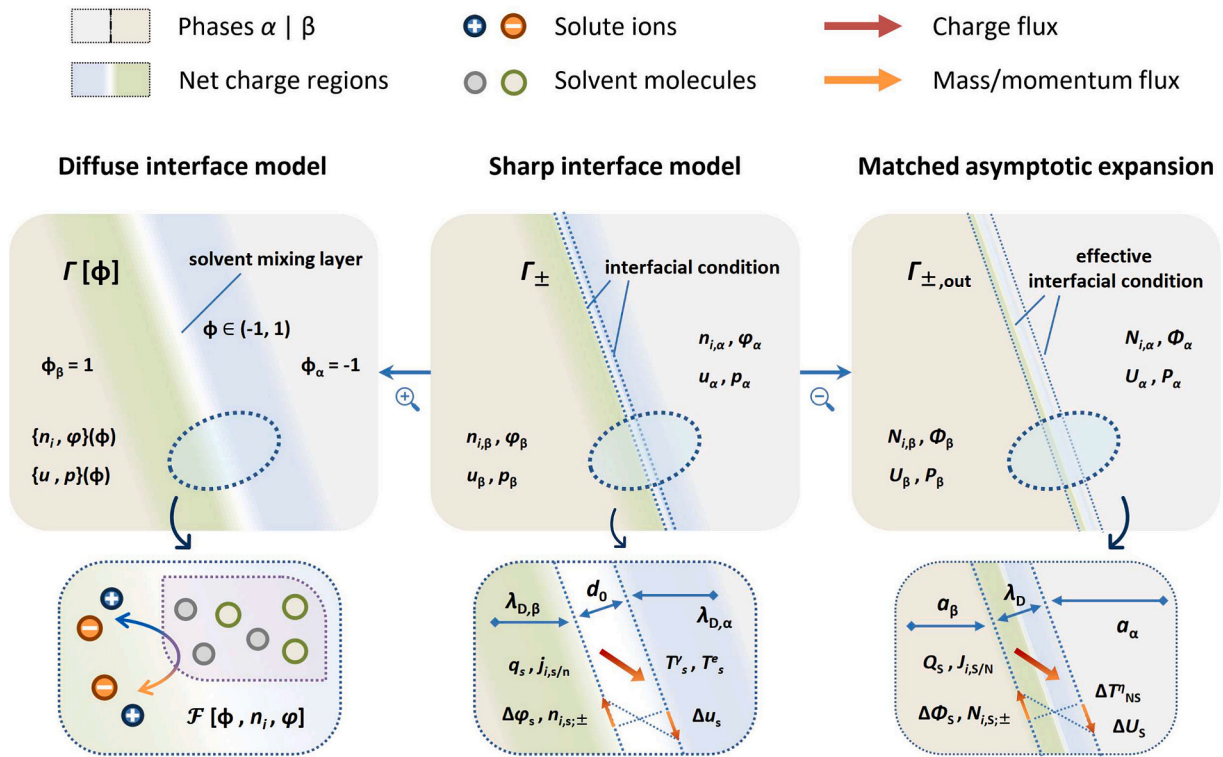 Phases α | β
Solute ions
Charge flux
Net charge regions
Solvent molecules
Mass/momentum flux
Diffuse interface model
Γ [ϕ]
solvent mixing layer
ϕ ∈ (-1, 1)
ϕβ = 1
ϕα = -1
{nᵢ , φ}(ϕ)
{u , p}(ϕ)
ℱ [ϕ , nᵢ , φ]
Sharp interface model
Γ±
interfacial condition
nᵢ,α , φα
uα , pα
nᵢ,β , φβ
uβ , pβ
λD,β
d₀
λD,α
qs , jᵢ,s/n
Tᵞs , Tᵉs
Δφs , nᵢ,s;±
Δus
Matched asymptotic expansion
Γ±,out
effective
interfacial condition
Nᵢ,α , Φα
Uα , Pα
Nᵢ,β , Φβ
Uβ , Pβ
aβ
λD
aα
QS , Jᵢ,S/N
ΔTηNS
ΔΦS , Nᵢ,S;±
ΔUS